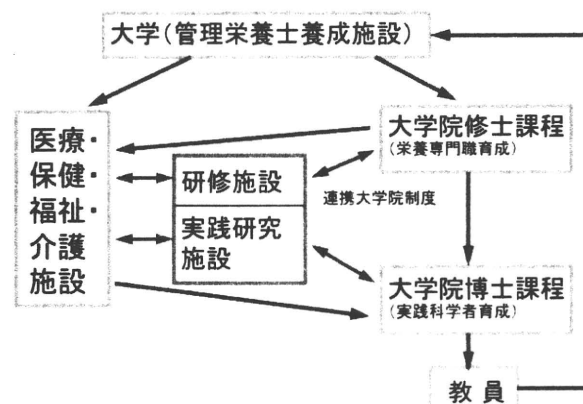 大学(管理栄養士養成施設)
医療・
保健・
福祉・
介護
施設
研修施設
実践研究
施設
大学院修士課程
(栄養専門職育成)
連携大学院制度
大学院博士課程
(実践科学者育成)
教員